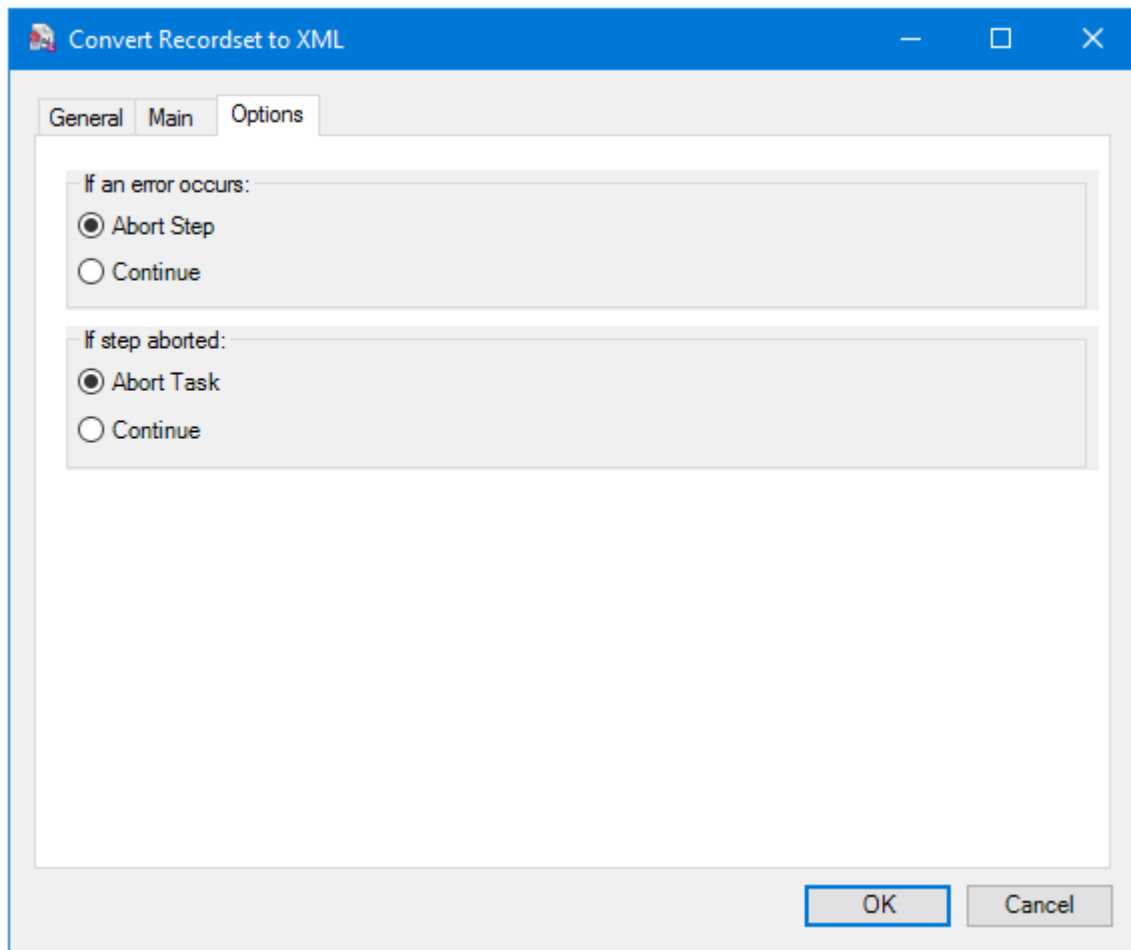 Convert Recordset to XML
General Main Options
If an error occurs:
Abort Step
Continue
If step aborted:
Abort Task
Continue
OK Cancel